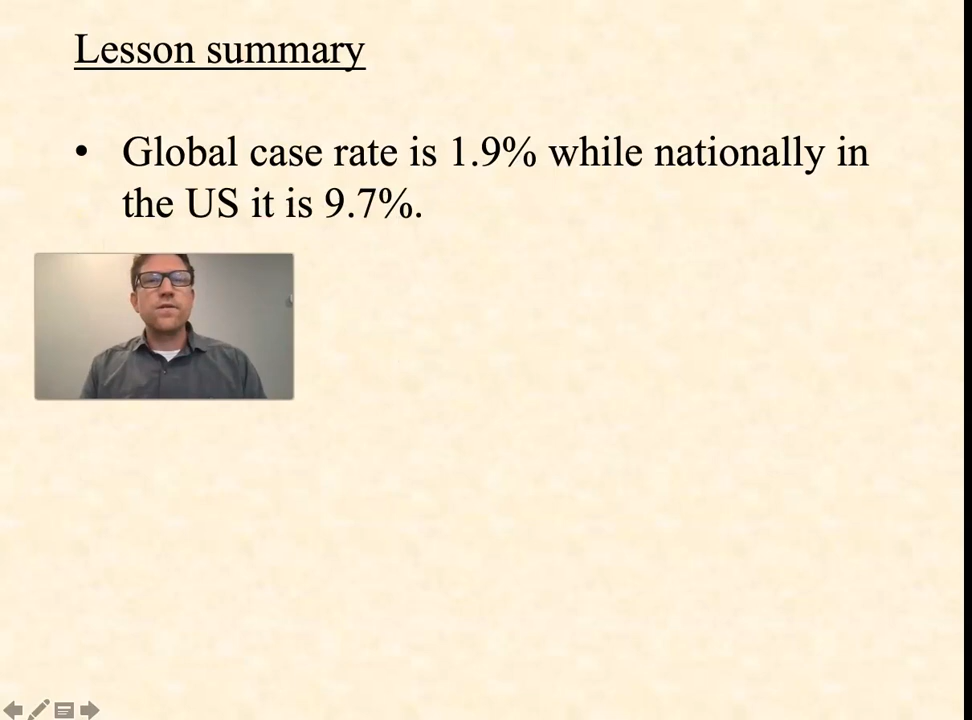 Lesson summary
• Global case rate is 1.9% while nationally in
the US it is 9.7%.